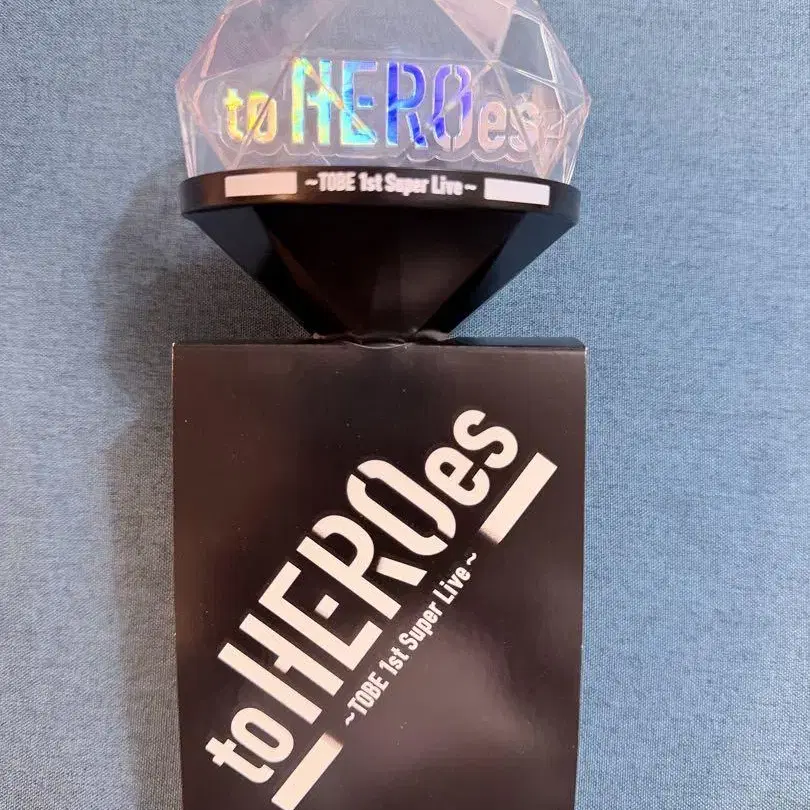 to HEROes
~TOBE 1st Super Live~
to HEROes
~TOBE 1st Super Live~